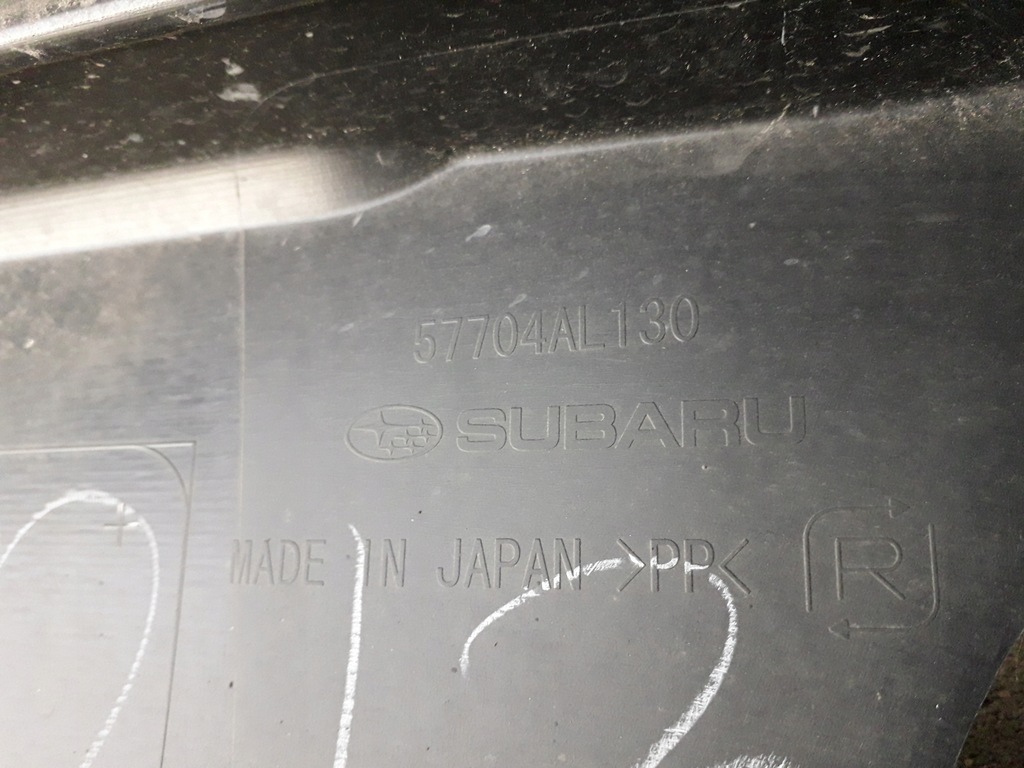 57704AL130
SUBARU
MADE IN JAPAN >PP<
R